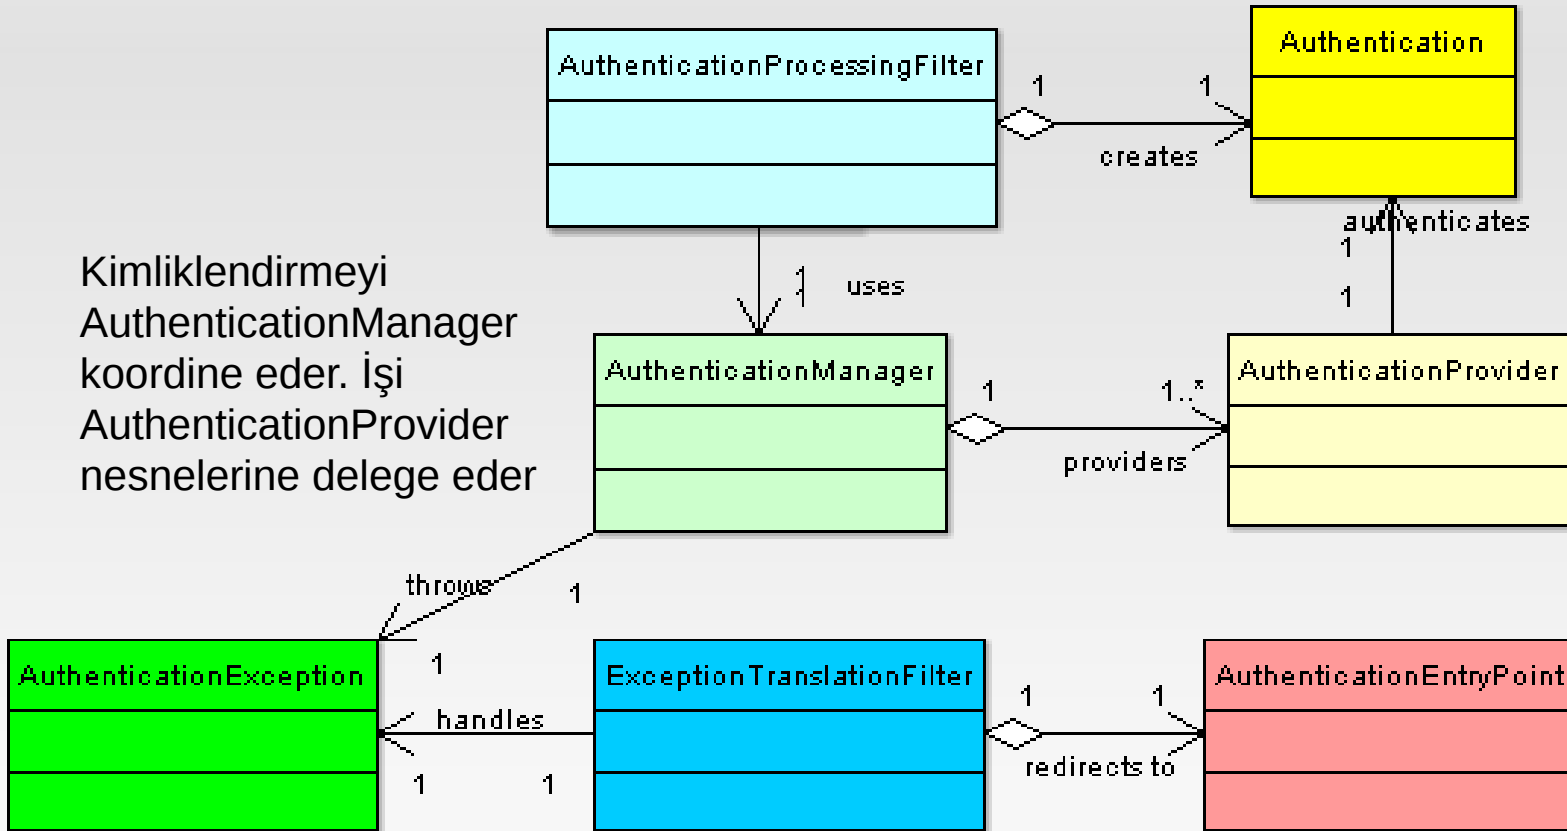 AuthenticationProcessingFilter
1
1
creates
Authentication
authenticates
1
1
Kimliklendirmeyi
AuthenticationManager
koordine eder. İşi
AuthenticationProvider
nesnelerine delege eder
1
1
uses
AuthenticationManager
1
1..*
providers
AuthenticationProvider
throws
1
1
AuthenticationException
handles
1
1
ExceptionTranslationFilter
1
1
redirects to
AuthenticationEntryPoint